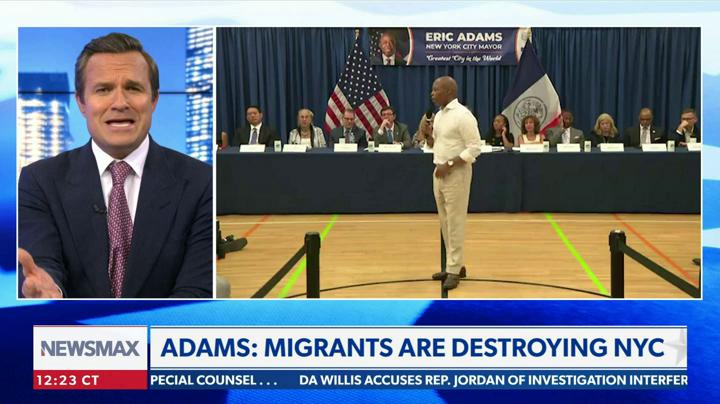 ERIC ADAMS
NEW YORK CITY MAYOR
"Greatest City in the World"
NEWSMAX
ADAMS: MIGRANTS ARE DESTROYING NYC
12:23 CT
PECIAL COUNSEL . . . DA WILLIS ACCUSES REP. JORDAN OF INVESTIGATION INTERFER